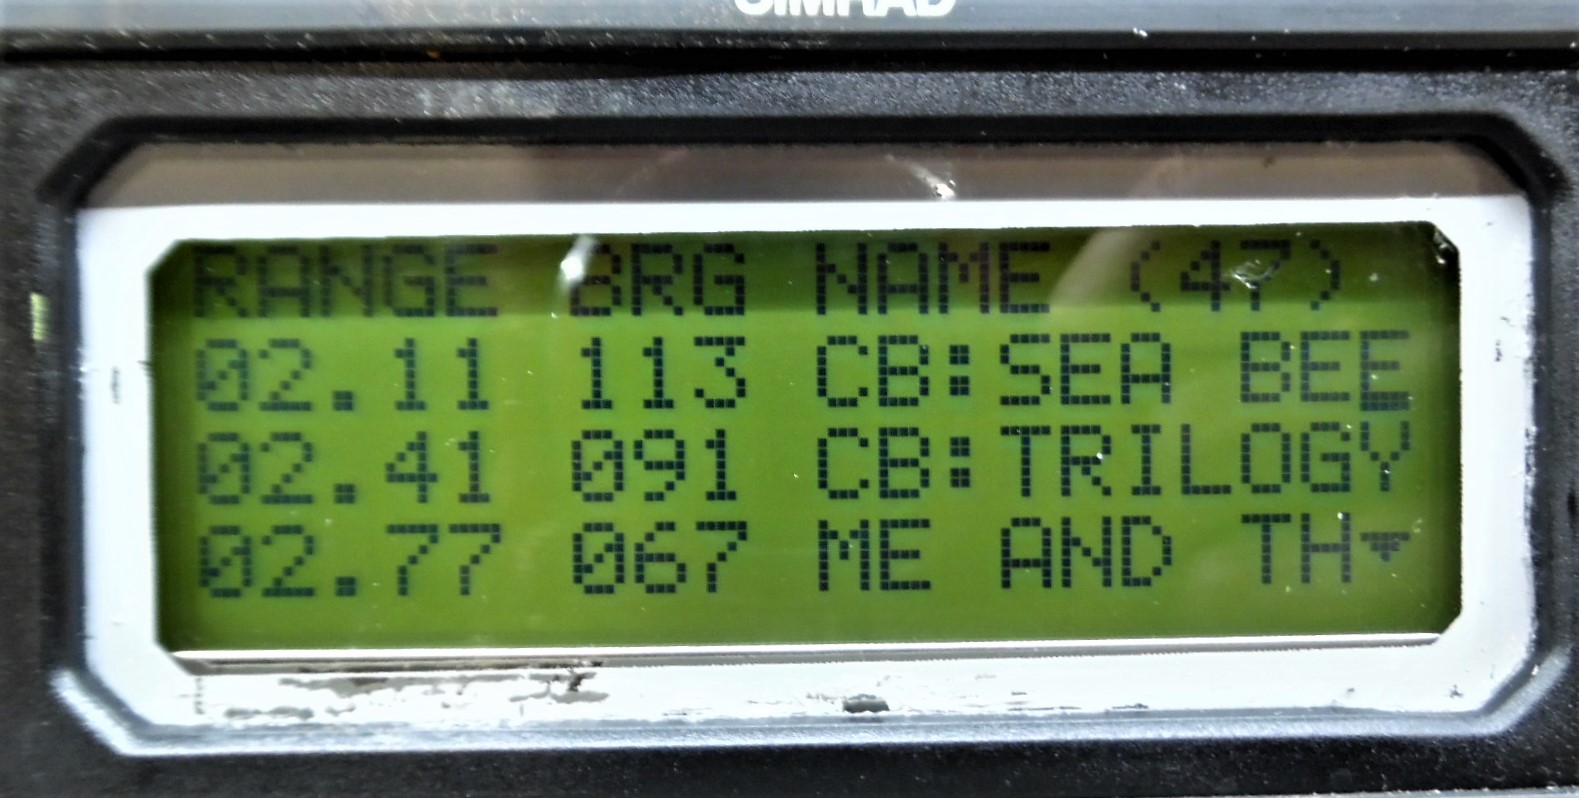 SIMRAD
RANGE BRG NAME (47)
02.11 113 CB:SEA BEE
02.41 091 CB:TRILOGY
02.77 067 ME AND TH▾